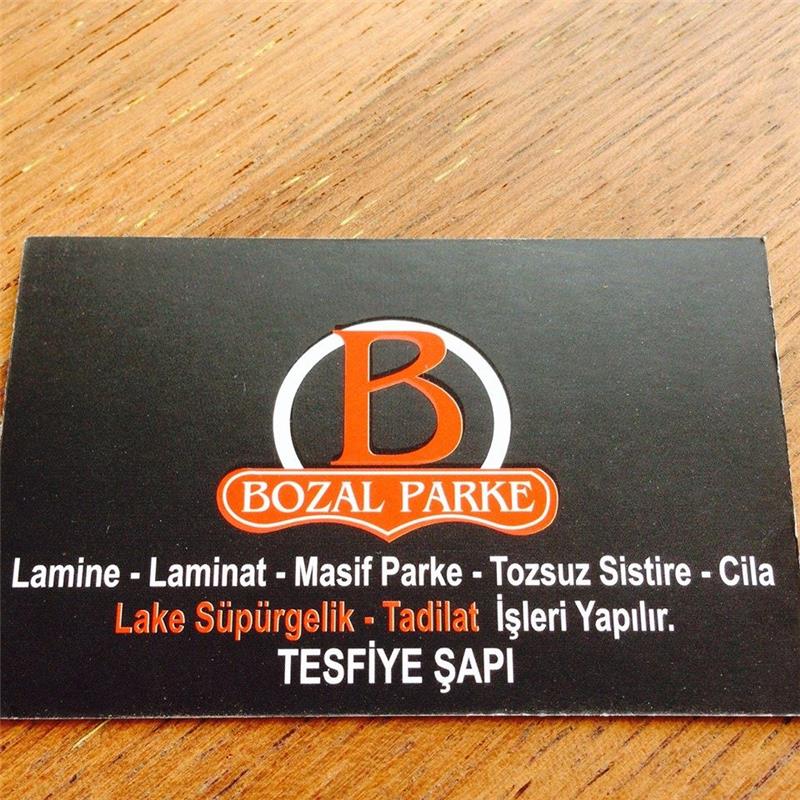 B
BOZAL PARKE
Lamine - Laminat - Masif Parke - Tozsuz Sistire - Cila
Lake Süpürgelik - Tadilat İşleri Yapılır.
TESFİYE ŞAPI